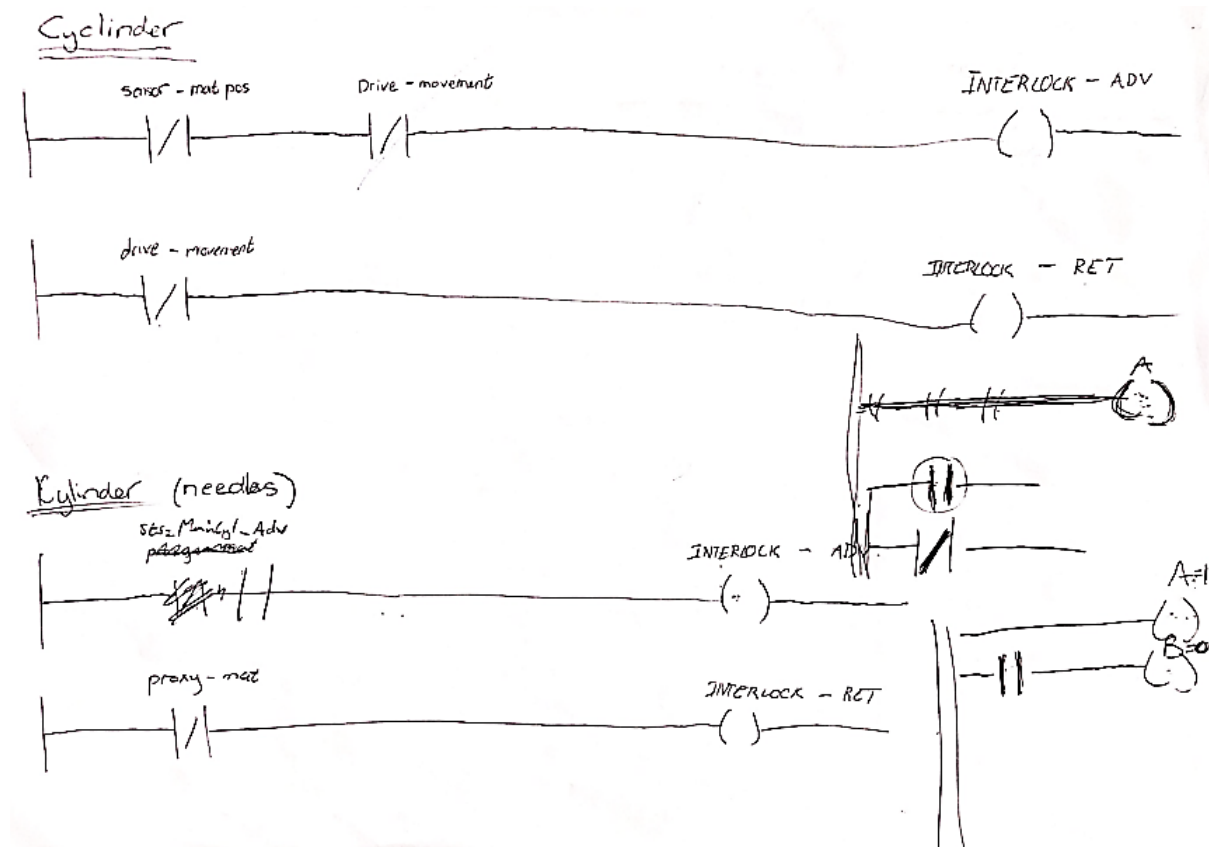 Cyclinder
sensor - mat pos
Drive - movement
INTERLOCK - ADV
drive - movement
INTERLOCK - RET
A
Cylinder (needles)
sts_MainCyl_Adv
INTERLOCK - ADV
A=1
B=0
proxy - mat
INTERLOCK - RET